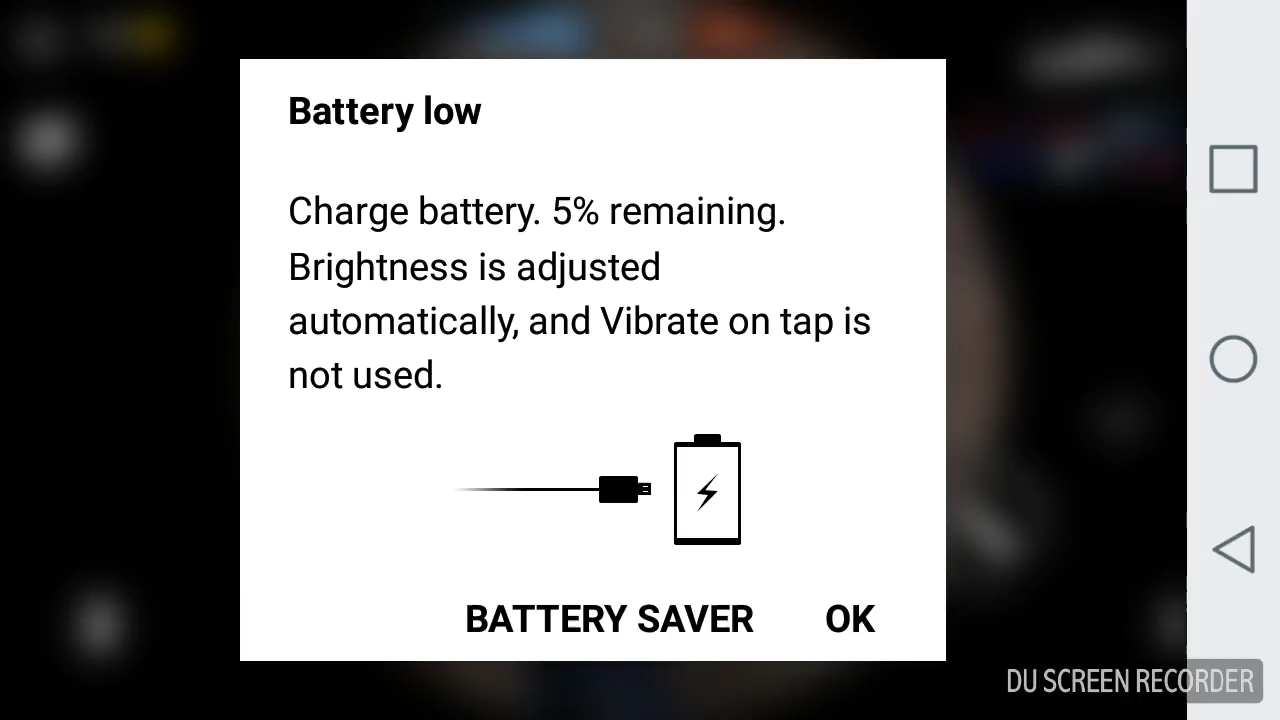 Battery low
Charge battery. 5% remaining.
Brightness is adjusted
automatically, and Vibrate on tap is
not used.
BATTERY SAVER OK
DU SCREEN RECORDER